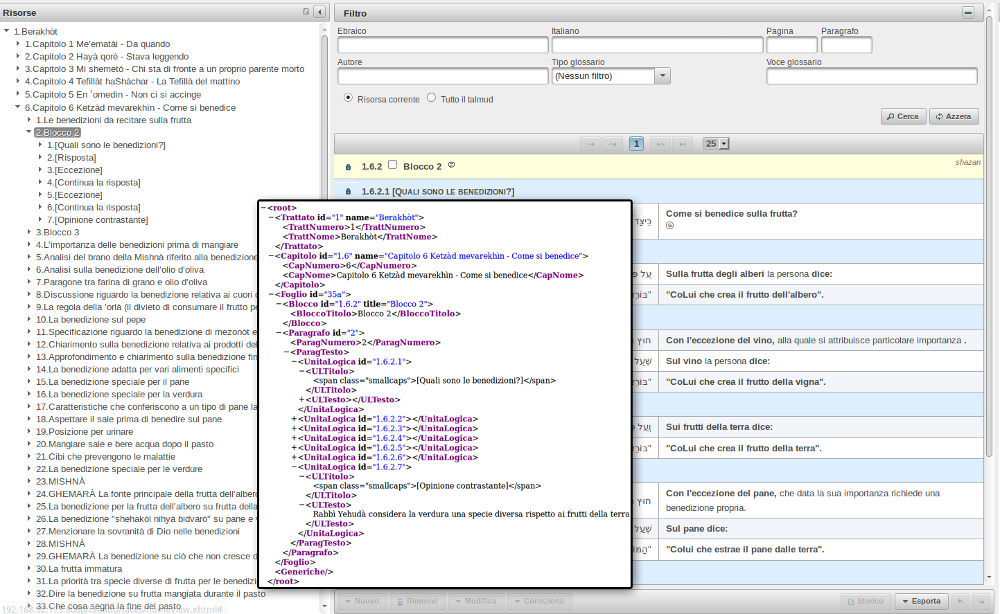 Risorse
1.Berakhòt
1.Capitolo 1 Me'ematài - Da quando
2.Capitolo 2 Hayà qorè - Stava leggendo
3.Capitolo 3 Mi shemetò - Chi sta di fronte a un proprio parente morto
4.Capitolo 4 Tefillàt haShàchar - La Tefillà del mattino
5.Capitolo 5 En ʿomedìn - Non ci si accinge
6.Capitolo 6 Ketzàd mevarekhìn - Come si benedice
1.Le benedizioni da recitare sulla frutta
2.Blocco 2
1.[Quali sono le benedizioni?]
2.[Risposta]
3.[Eccezione]
4.[Continua la risposta]
5.[Eccezione]
6.[Continua la risposta]
7.[Opinione contrastante]
3.Blocco 3
4.L'importanza delle benedizioni prima di mangiare
5.Analisi del brano della Mishnà riferito alla benedizione
6.Analisi sulla benedizione dell'olio d'oliva
7.Paragone tra farina di grano e olio d'oliva
8.Discussione riguardo la benedizione relativa ai cuori
9.La regola della 'orlà (il divieto di consumare il frutto
10.La benedizione sul pepe
11.Specificazione riguardo la benedizione di mezonòt e
12.Chiarimento sulla benedizione relativa ai prodotti del
13.Approfondimento e chiarimento sulla benedizione fin
14.La benedizione adatta per vari alimenti specifici
15.La benedizione speciale per il pane
16.La benedizione speciale per la verdura
17.Caratteristiche che conferiscono a un tipo di pane la
18.Aspettare il sale prima di benedire sul pane
19.Posizione per urinare
20.Mangiare sale e bere acqua dopo il pasto
21.Cibi che prevengono le malattie
22.La benedizione speciale per le verdure
23.MISHNÀ
24.GHEMARÀ La fonte principale della frutta dell'albero
25.La benedizione per la frutta dell'albero su frutta della
26.La benedizione "shehakòl nihyà bidvarò" su pane e
27.Menzionare la sovranità di Dio nelle benedizioni
28.MISHNÀ
29.GHEMARÀ La benedizione su ciò che non cresce
30.La frutta immatura
31.La priorità tra specie diverse di frutta per le benedizi
32.Dire la benedizione su frutta mangiata durante il pasto
33.Che cosa segna la fine del pasto
Filtro
Ebraico Italiano Pagina Paragrafo
Autore Tipo glossario Voce glossario
(Nessun filtro)
Risorsa corrente Tutto il talmud
Cerca Azzera
1 25
1.6.2 Blocco 2 shazan
1.6.2.1 [QUALI SONO LE BENEDIZIONI?]
כֵּיצַד Come si benedice sulla frutta?
G
עַל Sulla frutta degli alberi la persona dice:
"CoLui che crea il frutto dell'albero".
חוּץ Con l'eccezione del vino, alla quale si attribuisce particolare importanza .
שֶׁעַל Sul vino la persona dice:
"CoLui che crea il frutto della vigna".
וְעַל Sui frutti della terra dice:
"CoLui che crea il frutto della terra".
חוּץ Con l'eccezione del pane, che data la sua importanza richiede una
benedizione propria.
שֶׁעַל Sul pane dice:
"Colui che estrae il pane dalle terra".
<root>
<Trattato id="1" name="Berakhòt">
<TrattNumero>1</TrattNumero>
<TrattNome>Berakhòt</TrattNome>
</Trattato>
<Capitolo id="1.6" name="Capitolo 6 Ketzàd mevarekhìn - Come si benedice">
<CapNumero>6</CapNumero>
<CapNome>Capitolo 6 Ketzàd mevarekhìn - Come si benedice</CapNome>
</Capitolo>
<Foglio id="35a">
<Blocco id="1.6.2" title="Blocco 2">
<BloccoTitolo>Blocco 2</BloccoTitolo>
</Blocco>
<Paragrafo id="2">
<ParagNumero>2</ParagNumero>
<ParagTesto>
<UnitaLogica id="1.6.2.1">
<ULTitolo>
<span class="smallcaps">[Quali sono le benedizioni?]</span>
</ULTitolo>
<ULTesto></ULTesto>
</UnitaLogica>
<UnitaLogica id="1.6.2.2"></UnitaLogica>
<UnitaLogica id="1.6.2.3"></UnitaLogica>
<UnitaLogica id="1.6.2.4"></UnitaLogica>
<UnitaLogica id="1.6.2.5"></UnitaLogica>
<UnitaLogica id="1.6.2.6"></UnitaLogica>
<UnitaLogica id="1.6.2.7">
<ULTitolo>
<span class="smallcaps">[Opinione contrastante]</span>
</ULTitolo>
<ULTesto>
Rabbì Yehudà considera la verdura una specie diversa rispetto ai frutti della terra
</ULTesto>
</UnitaLogica>
</ParagTesto>
</Paragrafo>
</Foglio>
<Generiche/>
</root>
Nuovo Rimuovi Modifica Correzione Storico Esporta